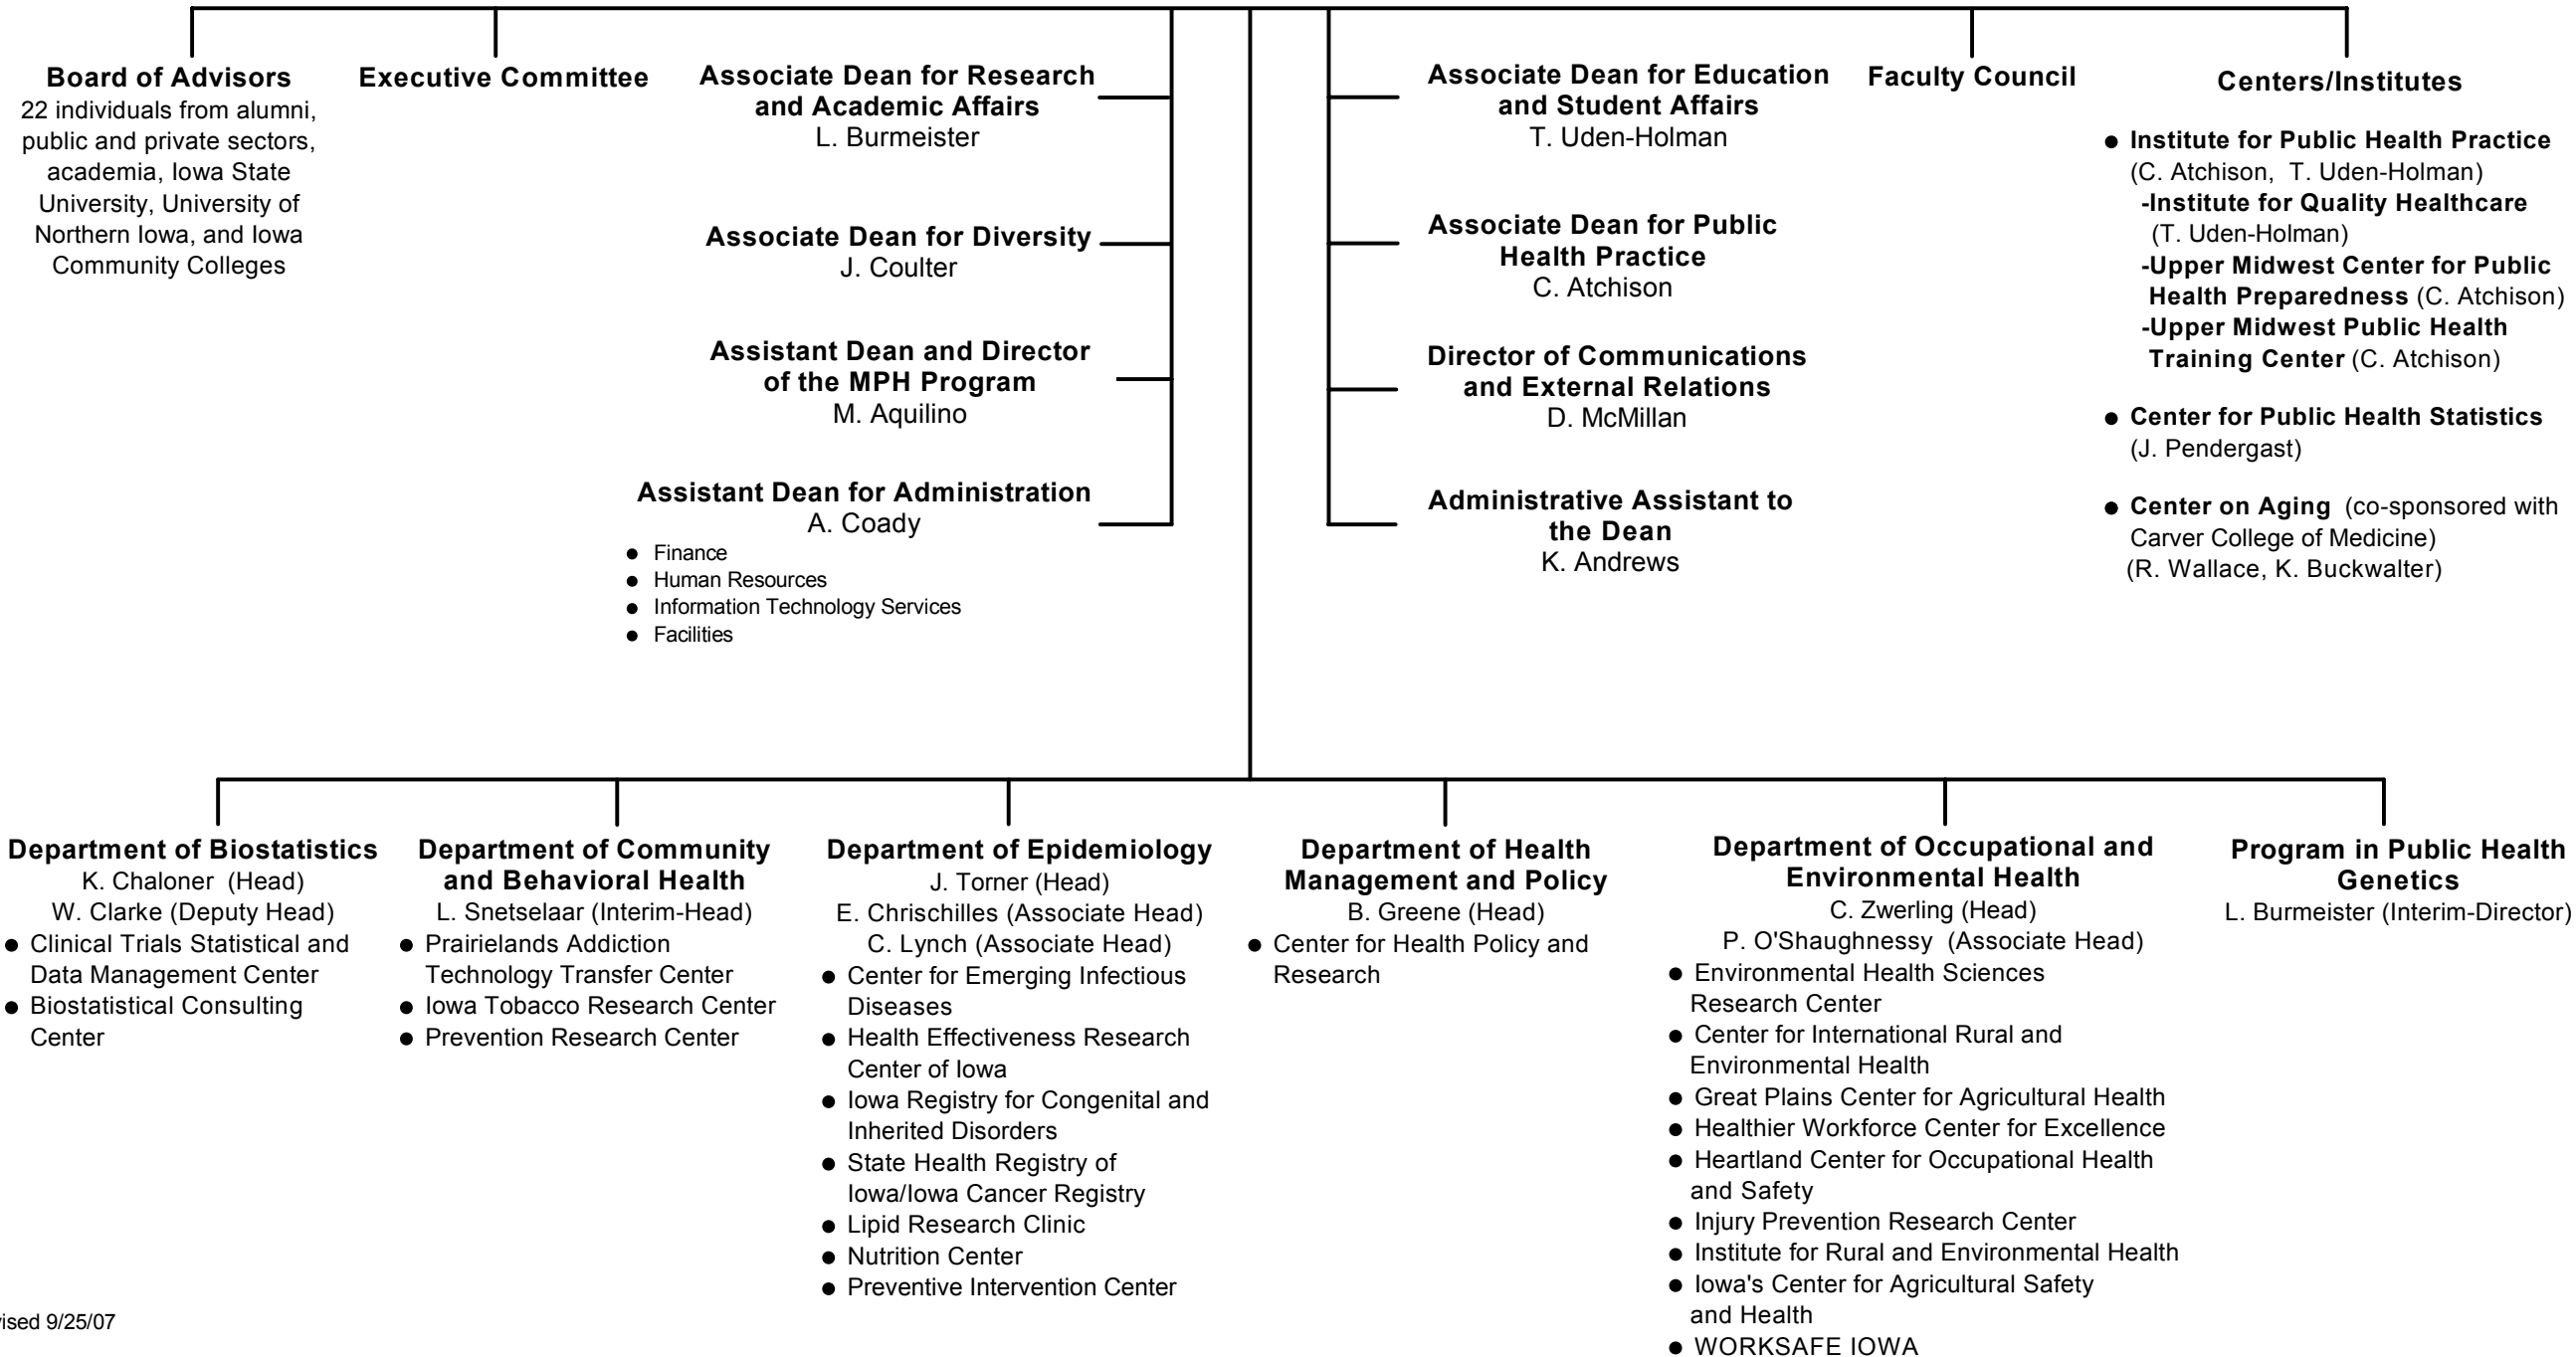 Board of Advisors
22 individuals from alumni,
public and private sectors,
academia, Iowa State
University, University of
Northern Iowa, and Iowa
Community Colleges
Executive Committee
Associate Dean for Research
and Academic Affairs
L. Burmeister
Associate Dean for Diversity
J. Coulter
Assistant Dean and Director
of the MPH Program
M. Aquilino
Assistant Dean for Administration
A. Coady
● Finance
● Human Resources
● Information Technology Services
● Facilities
Associate Dean for Education
and Student Affairs
T. Uden-Holman
Associate Dean for Public
Health Practice
C. Atchison
Director of Communications
and External Relations
D. McMillan
Administrative Assistant to
the Dean
K. Andrews
Faculty Council
Centers/Institutes
● Institute for Public Health Practice
(C. Atchison, T. Uden-Holman)
-Institute for Quality Healthcare
(T. Uden-Holman)
-Upper Midwest Center for Public
Health Preparedness (C. Atchison)
-Upper Midwest Public Health
Training Center (C. Atchison)
● Center for Public Health Statistics
(J. Pendergast)
● Center on Aging (co-sponsored with
Carver College of Medicine)
(R. Wallace, K. Buckwalter)
Department of Biostatistics
K. Chaloner (Head)
W. Clarke (Deputy Head)
● Clinical Trials Statistical and
Data Management Center
● Biostatistical Consulting
Center
Department of Community
and Behavioral Health
L. Snetselaar (Interim-Head)
● Prairielands Addiction
Technology Transfer Center
● Iowa Tobacco Research Center
● Prevention Research Center
Department of Epidemiology
J. Torner (Head)
E. Chrischilles (Associate Head)
C. Lynch (Associate Head)
● Center for Emerging Infectious
Diseases
● Health Effectiveness Research
Center of Iowa
● Iowa Registry for Congenital and
Inherited Disorders
● State Health Registry of
Iowa/Iowa Cancer Registry
● Lipid Research Clinic
● Nutrition Center
● Preventive Intervention Center
Department of Health
Management and Policy
B. Greene (Head)
● Center for Health Policy and
Research
Department of Occupational and
Environmental Health
C. Zwerling (Head)
P. O'Shaughnessy (Associate Head)
● Environmental Health Sciences
Research Center
● Center for International Rural and
Environmental Health
● Great Plains Center for Agricultural Health
● Healthier Workforce Center for Excellence
● Heartland Center for Occupational Health
and Safety
● Injury Prevention Research Center
● Institute for Rural and Environmental Health
● Iowa's Center for Agricultural Safety
and Health
● WORKSAFE IOWA
Program in Public Health
Genetics
L. Burmeister (Interim-Director)
ised 9/25/07